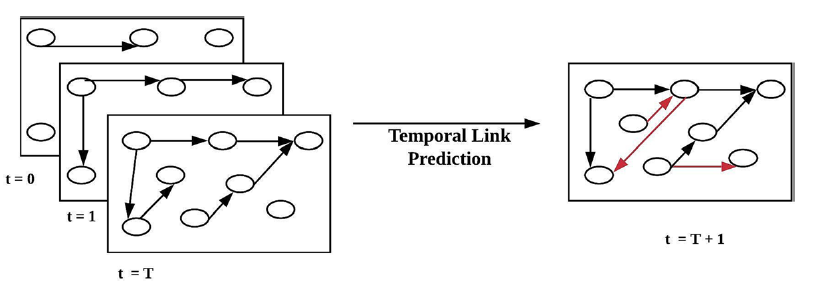 t = 0
t = 1
t = T
Temporal Link
Prediction
t = T + 1